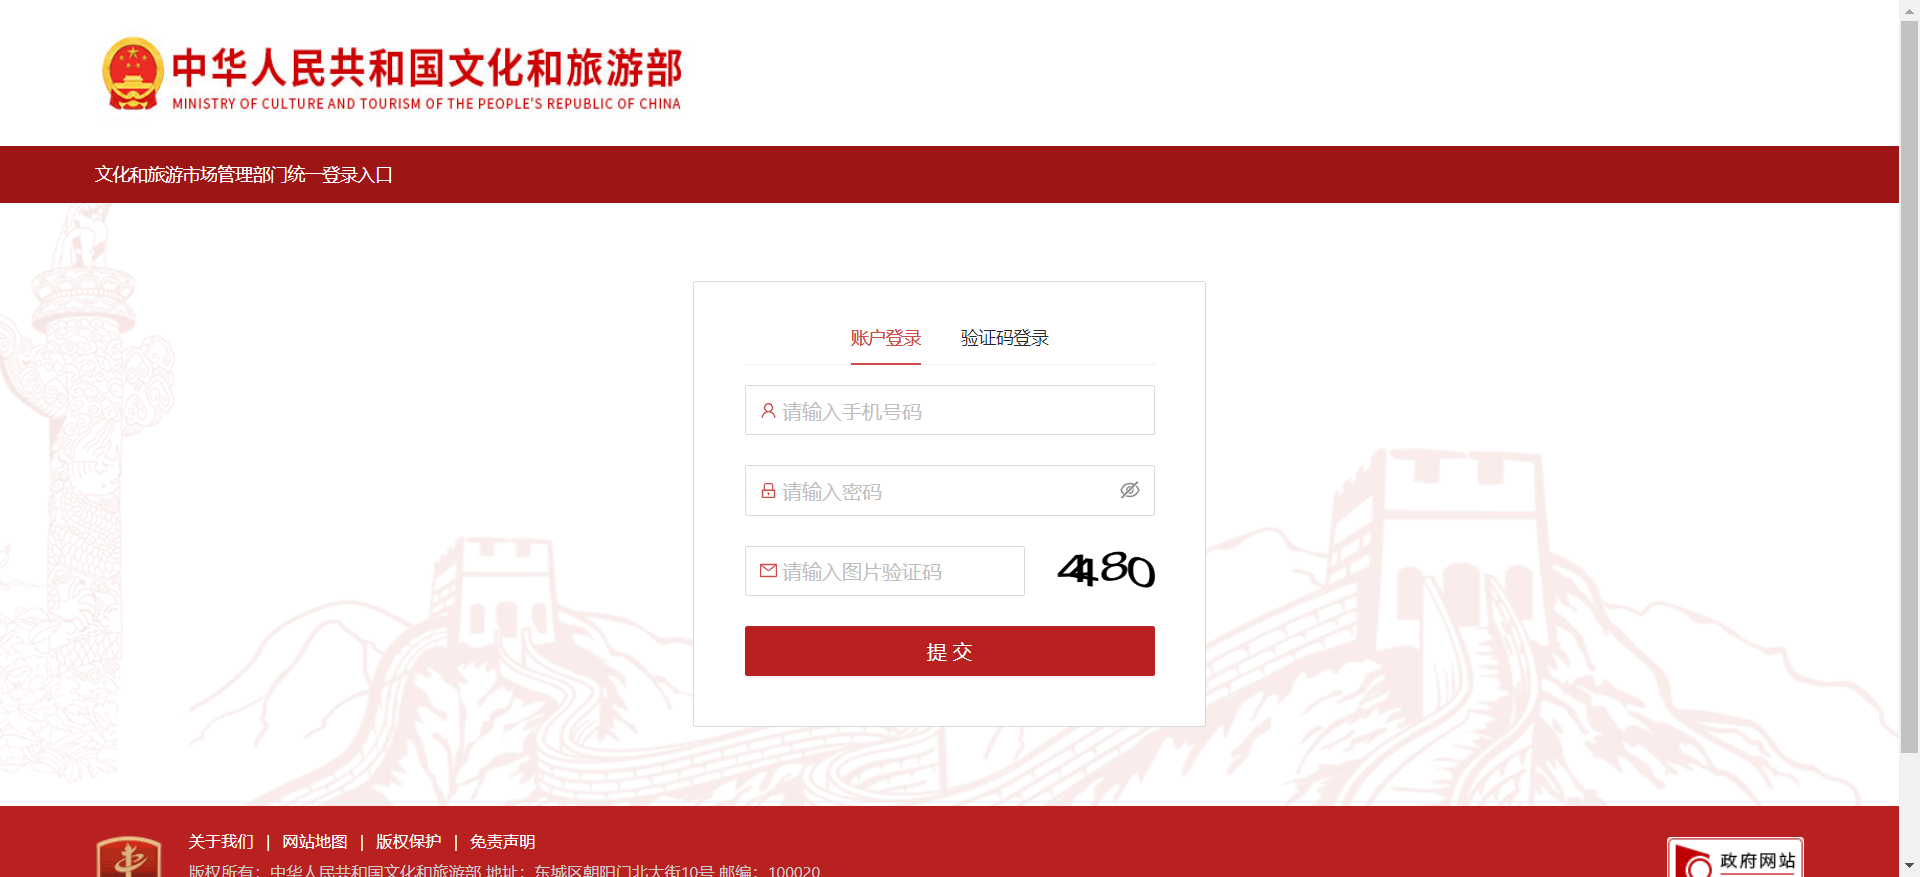 中华人民共和国文化和旅游部
MINISTRY OF CULTURE AND TOURISM OF THE PEOPLE'S REPUBLIC OF CHINA
文化和旅游市场管理部门统一登录入口
账户登录 验证码登录
请输入手机号码
请输入密码
请输入图片验证码 4480
提 交
关于我们 | 网站地图 | 版权保护 | 免责声明
版权所有：中华人民共和国文化和旅游部 地址：东城区朝阳门北大街10号 邮编：100020
政府网站